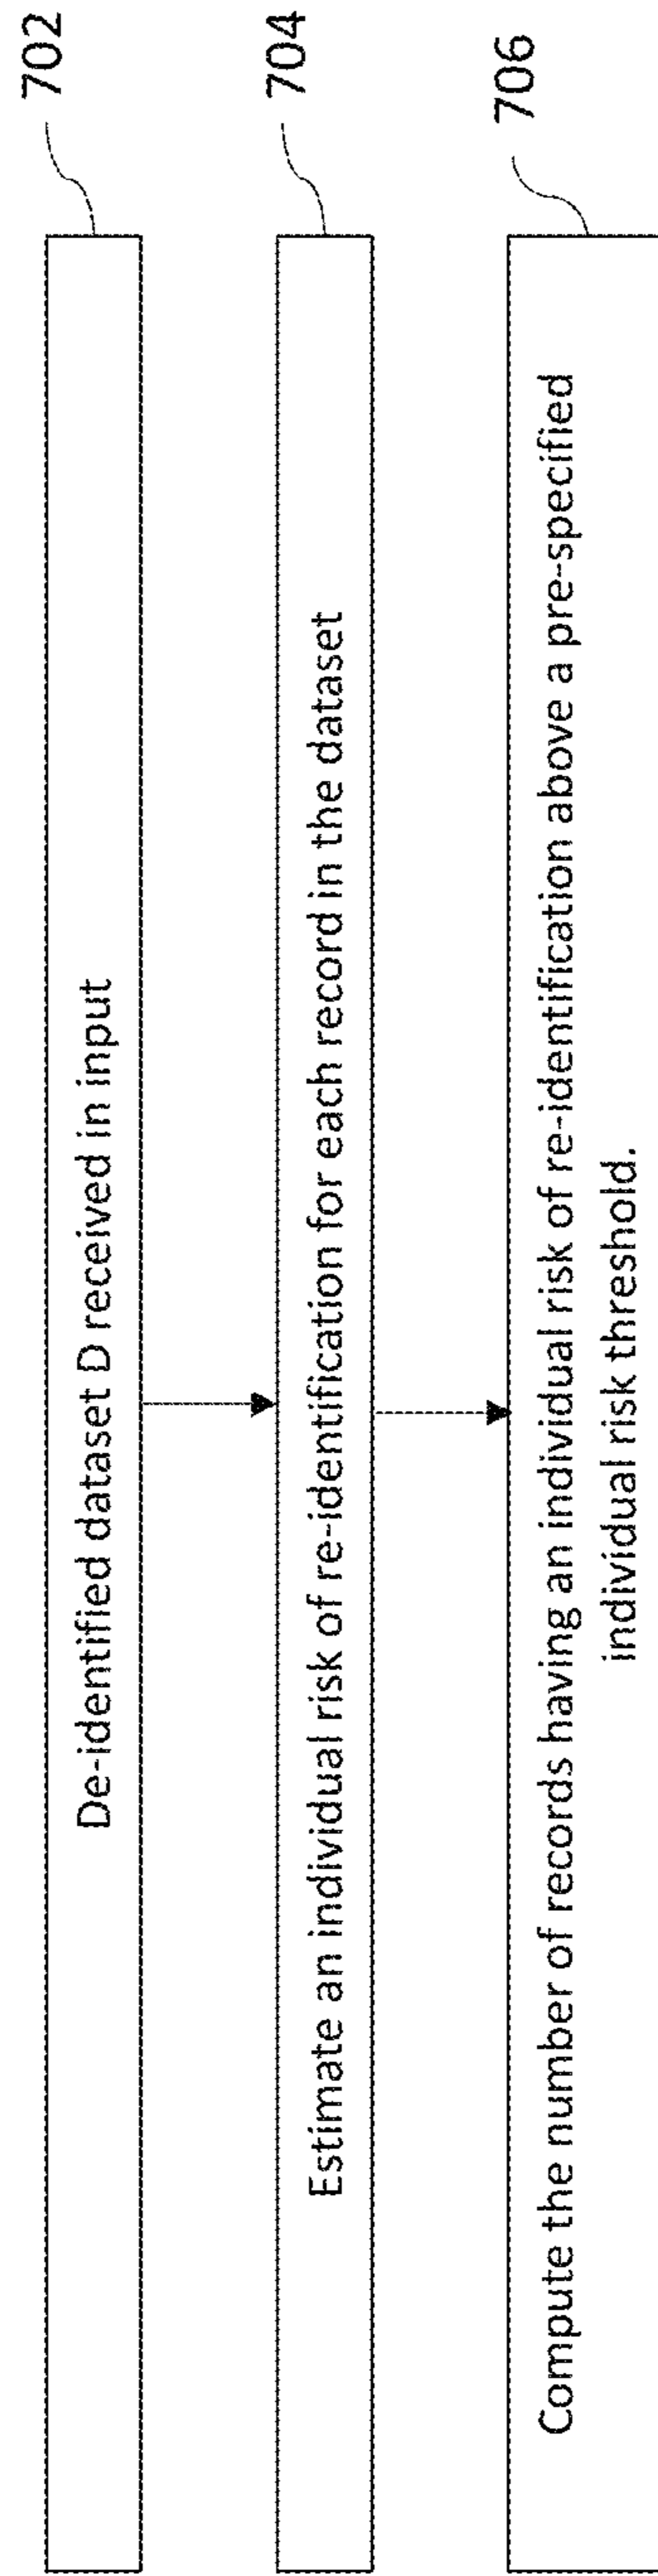 De-identified dataset D received in input
702
Estimate an individual risk of re-identification for each record in the dataset
704
Compute the number of records having an individual risk of re-identification above a pre-specified
individual risk threshold.
706